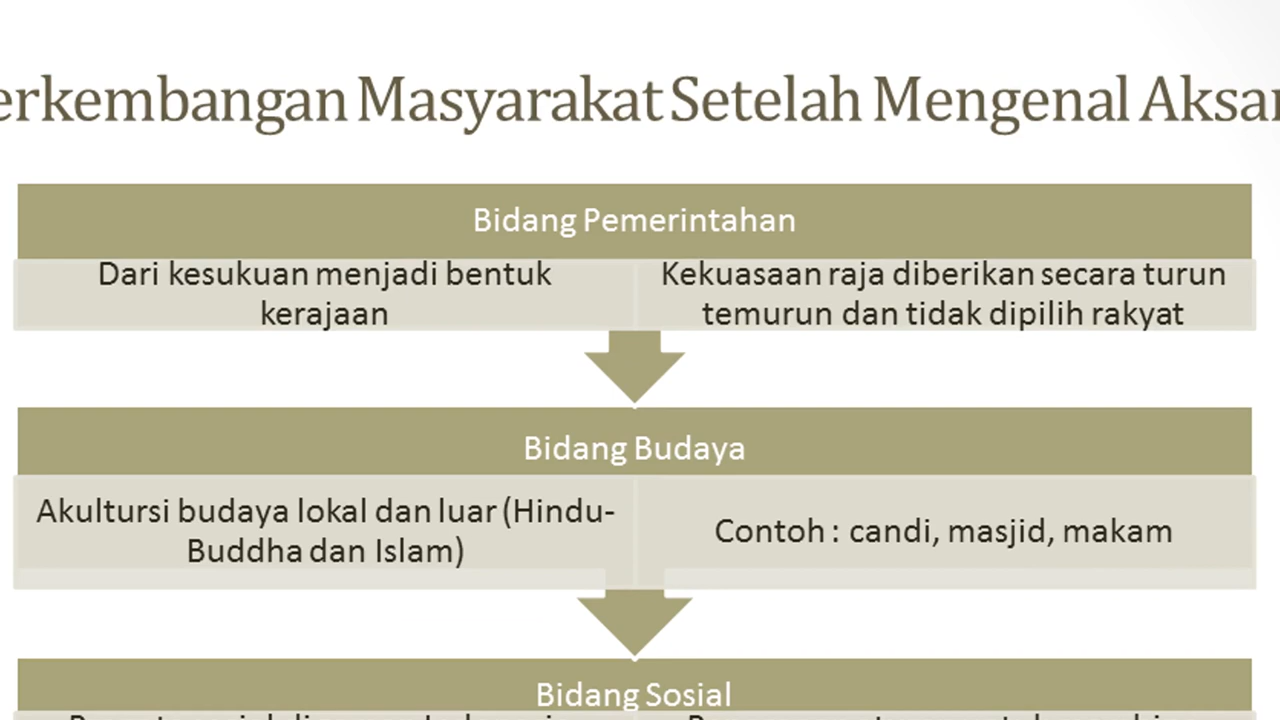 erkembangan Masyarakat Setelah Mengenal Aksar
Bidang Pemerintahan
Dari kesukuan menjadi bentuk
kerajaan
Kekuasaan raja diberikan secara turun
temurun dan tidak dipilih rakyat
Bidang Budaya
Akultursi budaya lokal dan luar (Hindu-
Buddha dan Islam)
Contoh : candi, masjid, makam
Bidang Sosial